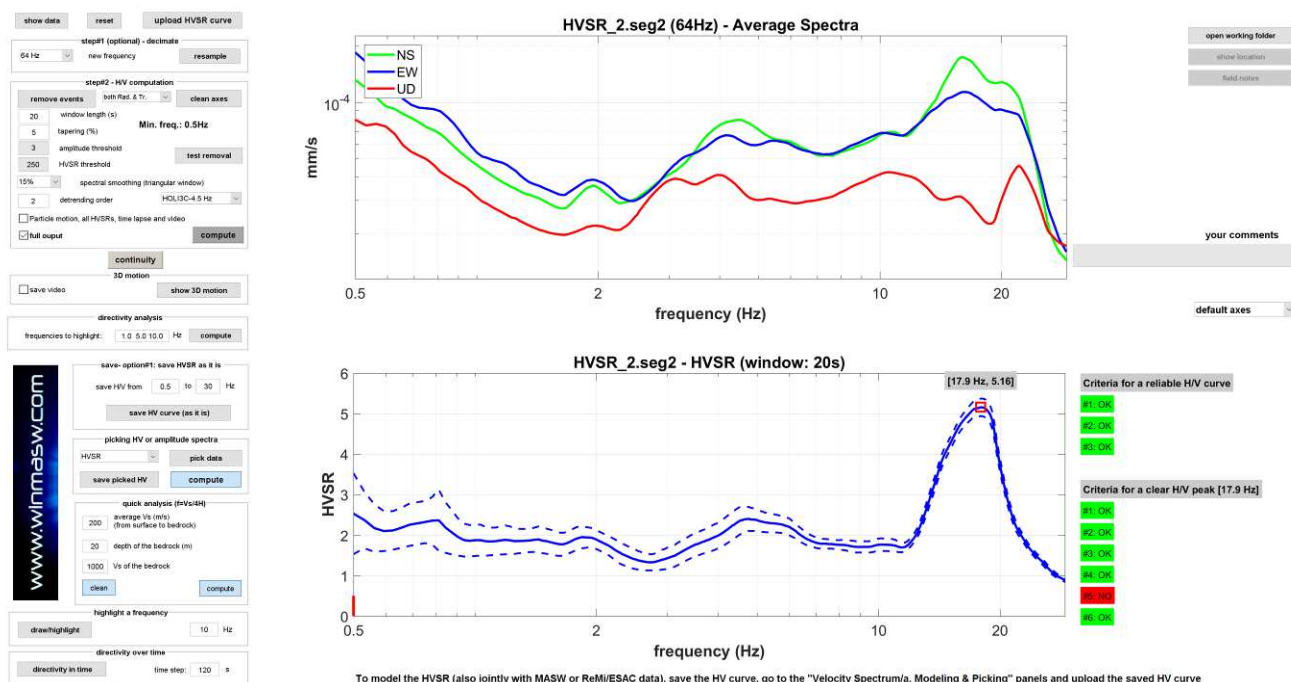 show data
reset
upload HVSR curve
step#1 (optional) - decimate
64 Hz
new frequency
resample
step#2 - H/V computation
remove events
both Rad. & Tr.
clean axes
20
window length (s)
5
tapering (%)
Min. freq.: 0.5Hz
3
amplitude threshold
250
HVSR threshold
test removal
15%
spectral smoothing (triangular window)
2
detrending order
HOLI3C-4.5 Hz
Particle motion, all HVSRs, time lapse and video
full ouput
compute
continuity
3D motion
save video
show 3D motion
directivity analysis
frequencies to highlight:
1.0 5.0 10.0
Hz
compute
www.winmasw.com
save- option#1: save HVSR as it is
save H/V from
0.5
to
30
Hz
save HV curve (as it is)
picking HV or amplitude spectra
HVSR
pick data
save picked HV
compute
quick analysis (f=Vs/4H)
200
average Vs (m/s)
(from surface to bedrock)
20
depth of the bedrock (m)
1000
Vs of the bedrock
clean
compute
highlight a frequency
draw/highlight
10
Hz
directivity over time
directivity in time
time step:
120
s
HVSR_2.seg2 (64Hz) - Average Spectra
NS
EW
UD
10-4
mm/s
0.5
2
10
20
frequency (Hz)
HVSR_2.seg2 - HVSR (window: 20s)
[17.9 Hz, 5.16]
6
5
4
3
2
1
0
HVSR
0.5
2
10
20
frequency (Hz)
To model the HVSR (also jointly with MASW or ReMi/ESAC data), save the HV curve, go to the "Velocity Spectrum/a, Modeling & Picking" panels and upload the saved HV curve
open working folder
show location
field notes
your comments
default axes
Criteria for a reliable H/V curve
#1: OK
#2: OK
#3: OK
Criteria for a clear H/V peak [17.9 Hz]
#1: OK
#2: OK
#3: OK
#4: OK
#5: NO
#6: OK